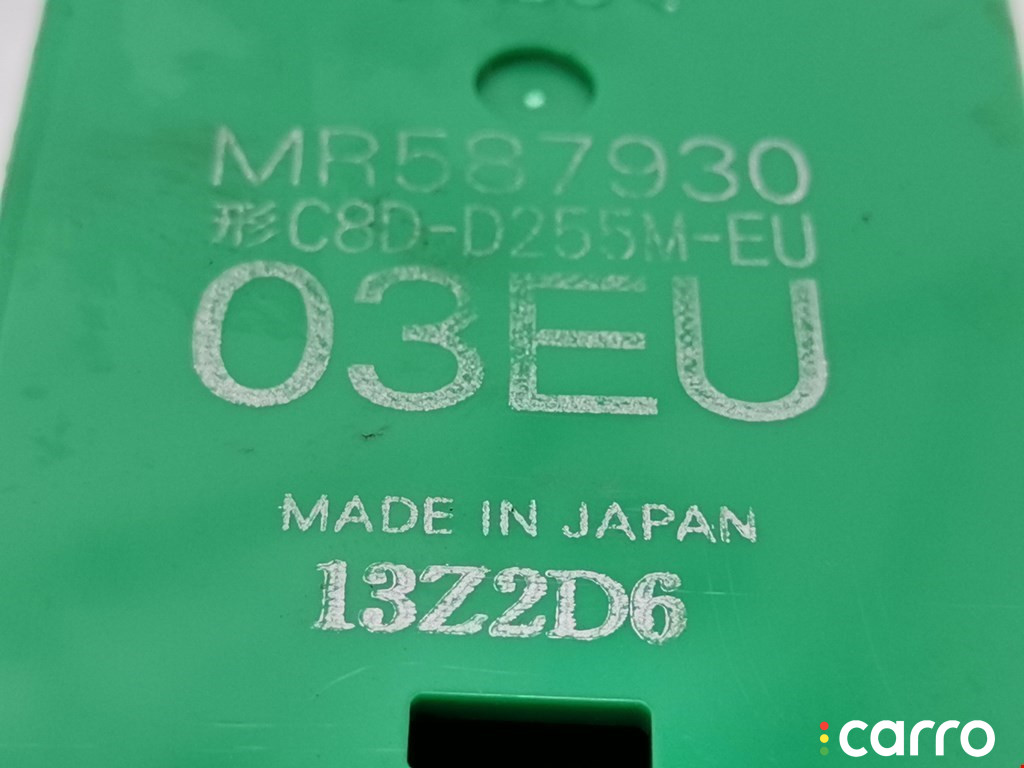 MR587930
形C8D-D255M-EU
03EU
MADE IN JAPAN
13Z2D6
carro